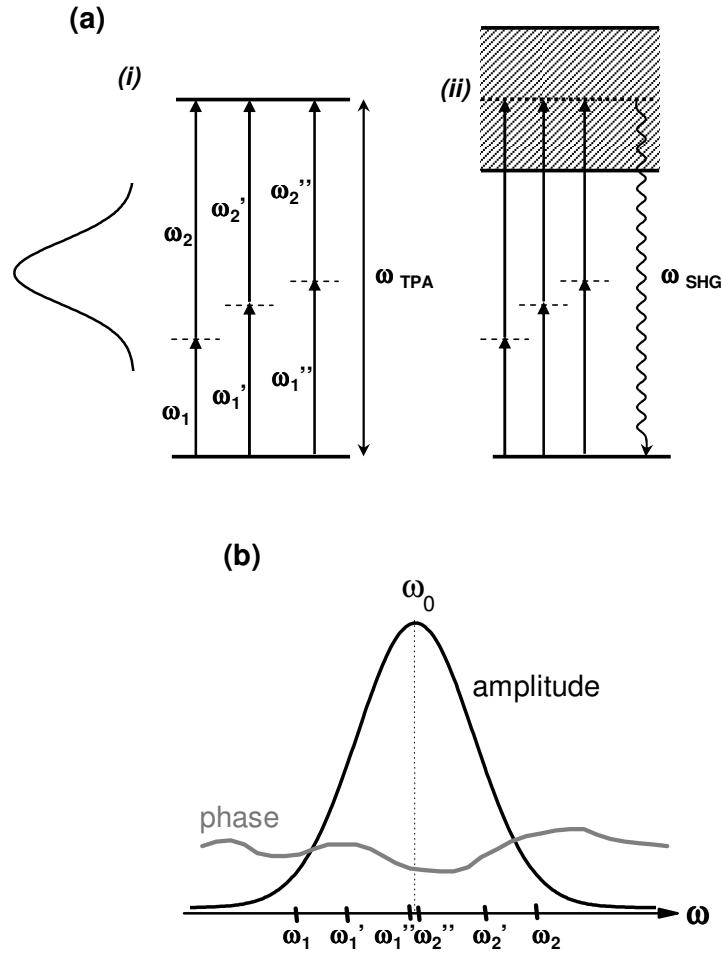 (a)
(i)
(ii)
ω2
ω2’
ω2’’
ω TPA
ω SHG
ω1
ω1’
ω1’’
(b)
ω0
amplitude
phase
ω
ω1 ω1’ ω1’’ ω2’’ ω2’ ω2